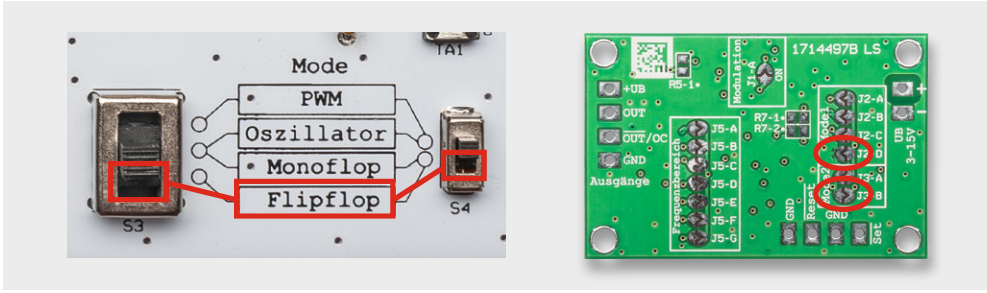 TA1
Mode
PWM
Oszillator
Monoflop
Flipflop
S3
S4
1714497B LS
Modulation
J1-A
ON
R5-1
+UB
OUT
OUT/OC
GND
Ausgänge
Frequenzbereich
J5-A
J5-B
J5-C
J5-D
J5-E
J5-F
J5-G
R7-1
R7-2
J2-A
J2-B
J2-C
J3-A
J3-B
+
-
UB
3-15V
GND
Reset
GND
Set